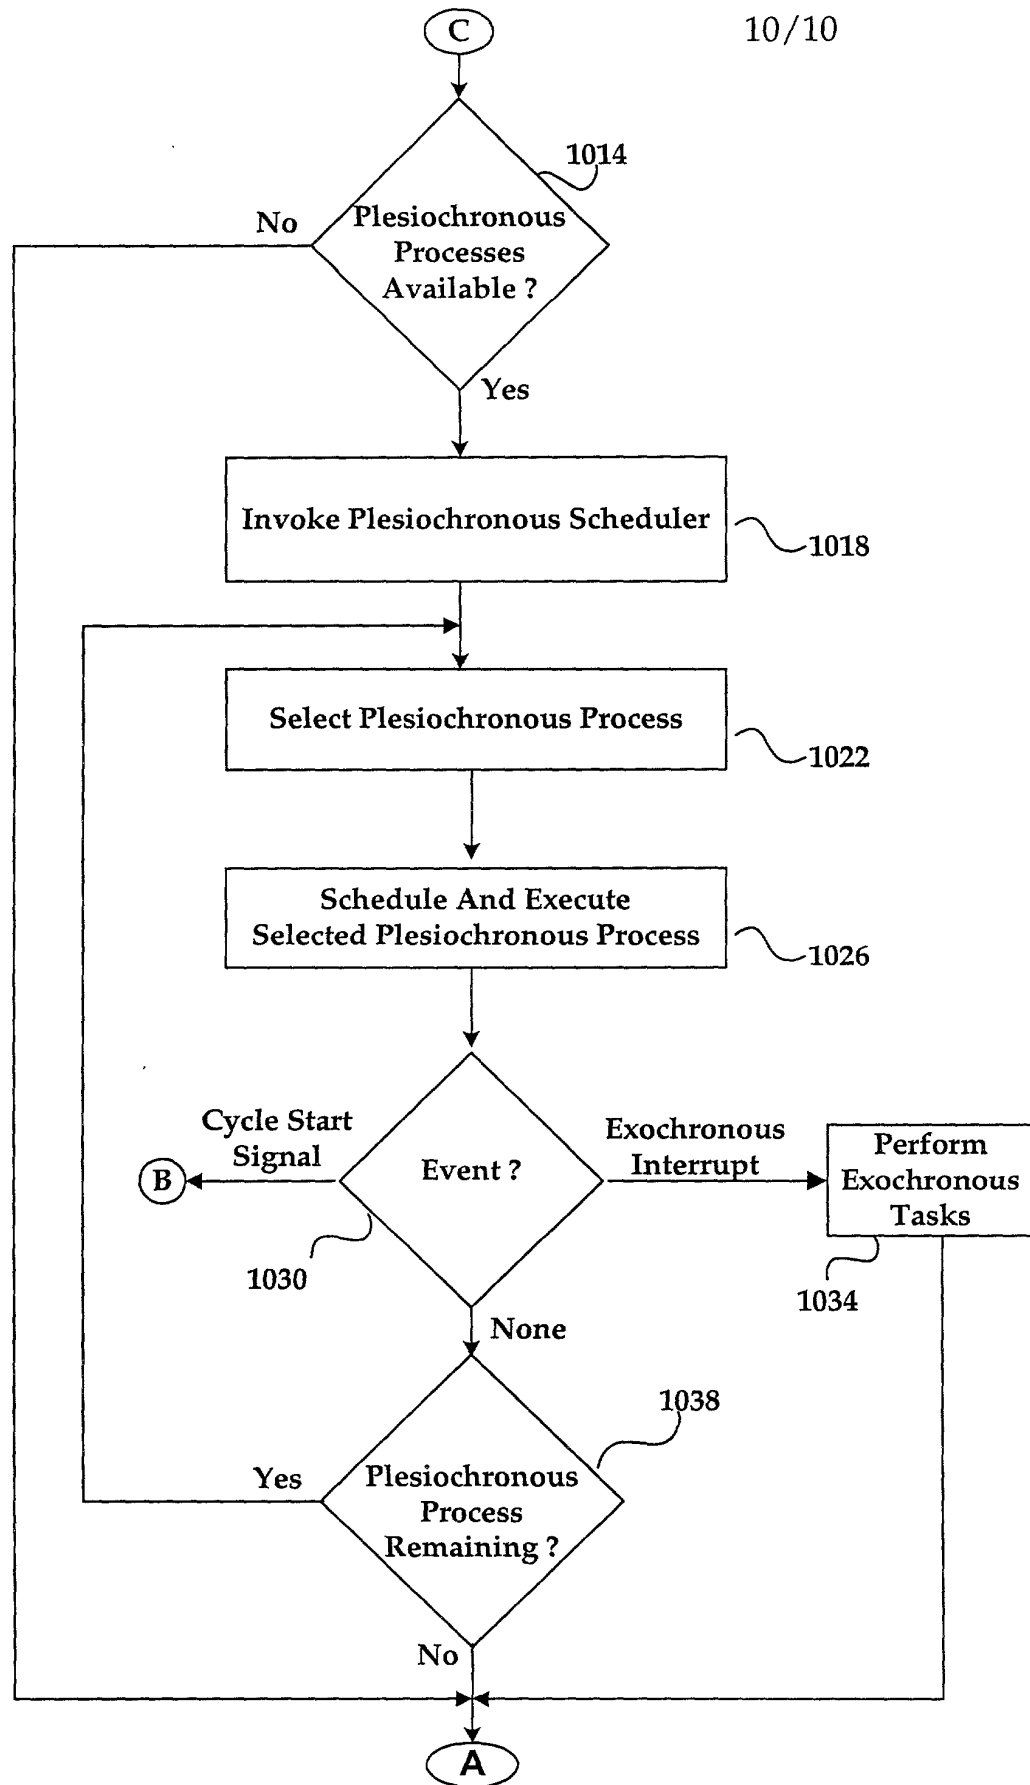 C
10/10
1014
No
Plesiochronous
Processes
Available ?
Yes
Invoke Plesiochronous Scheduler
1018
Select Plesiochronous Process
1022
Schedule And Execute
Selected Plesiochronous Process
1026
Cycle Start
Signal
B
Event ?
Exochronous
Interrupt
Perform
Exochronous
Tasks
1030
1034
None
1038
Yes
Plesiochronous
Process
Remaining ?
No
A